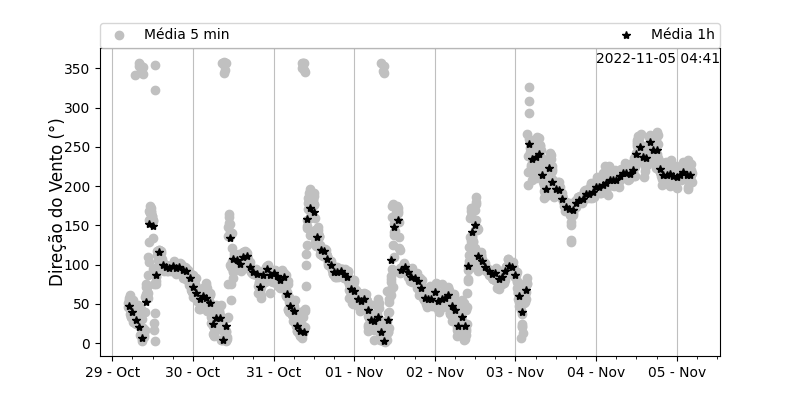 Média 5 min
Média 1h
2022-11-05 04:41
Direção do Vento (°)
350
300
250
200
150
100
50
0
29 - Oct
30 - Oct
31 - Oct
01 - Nov
02 - Nov
03 - Nov
04 - Nov
05 - Nov